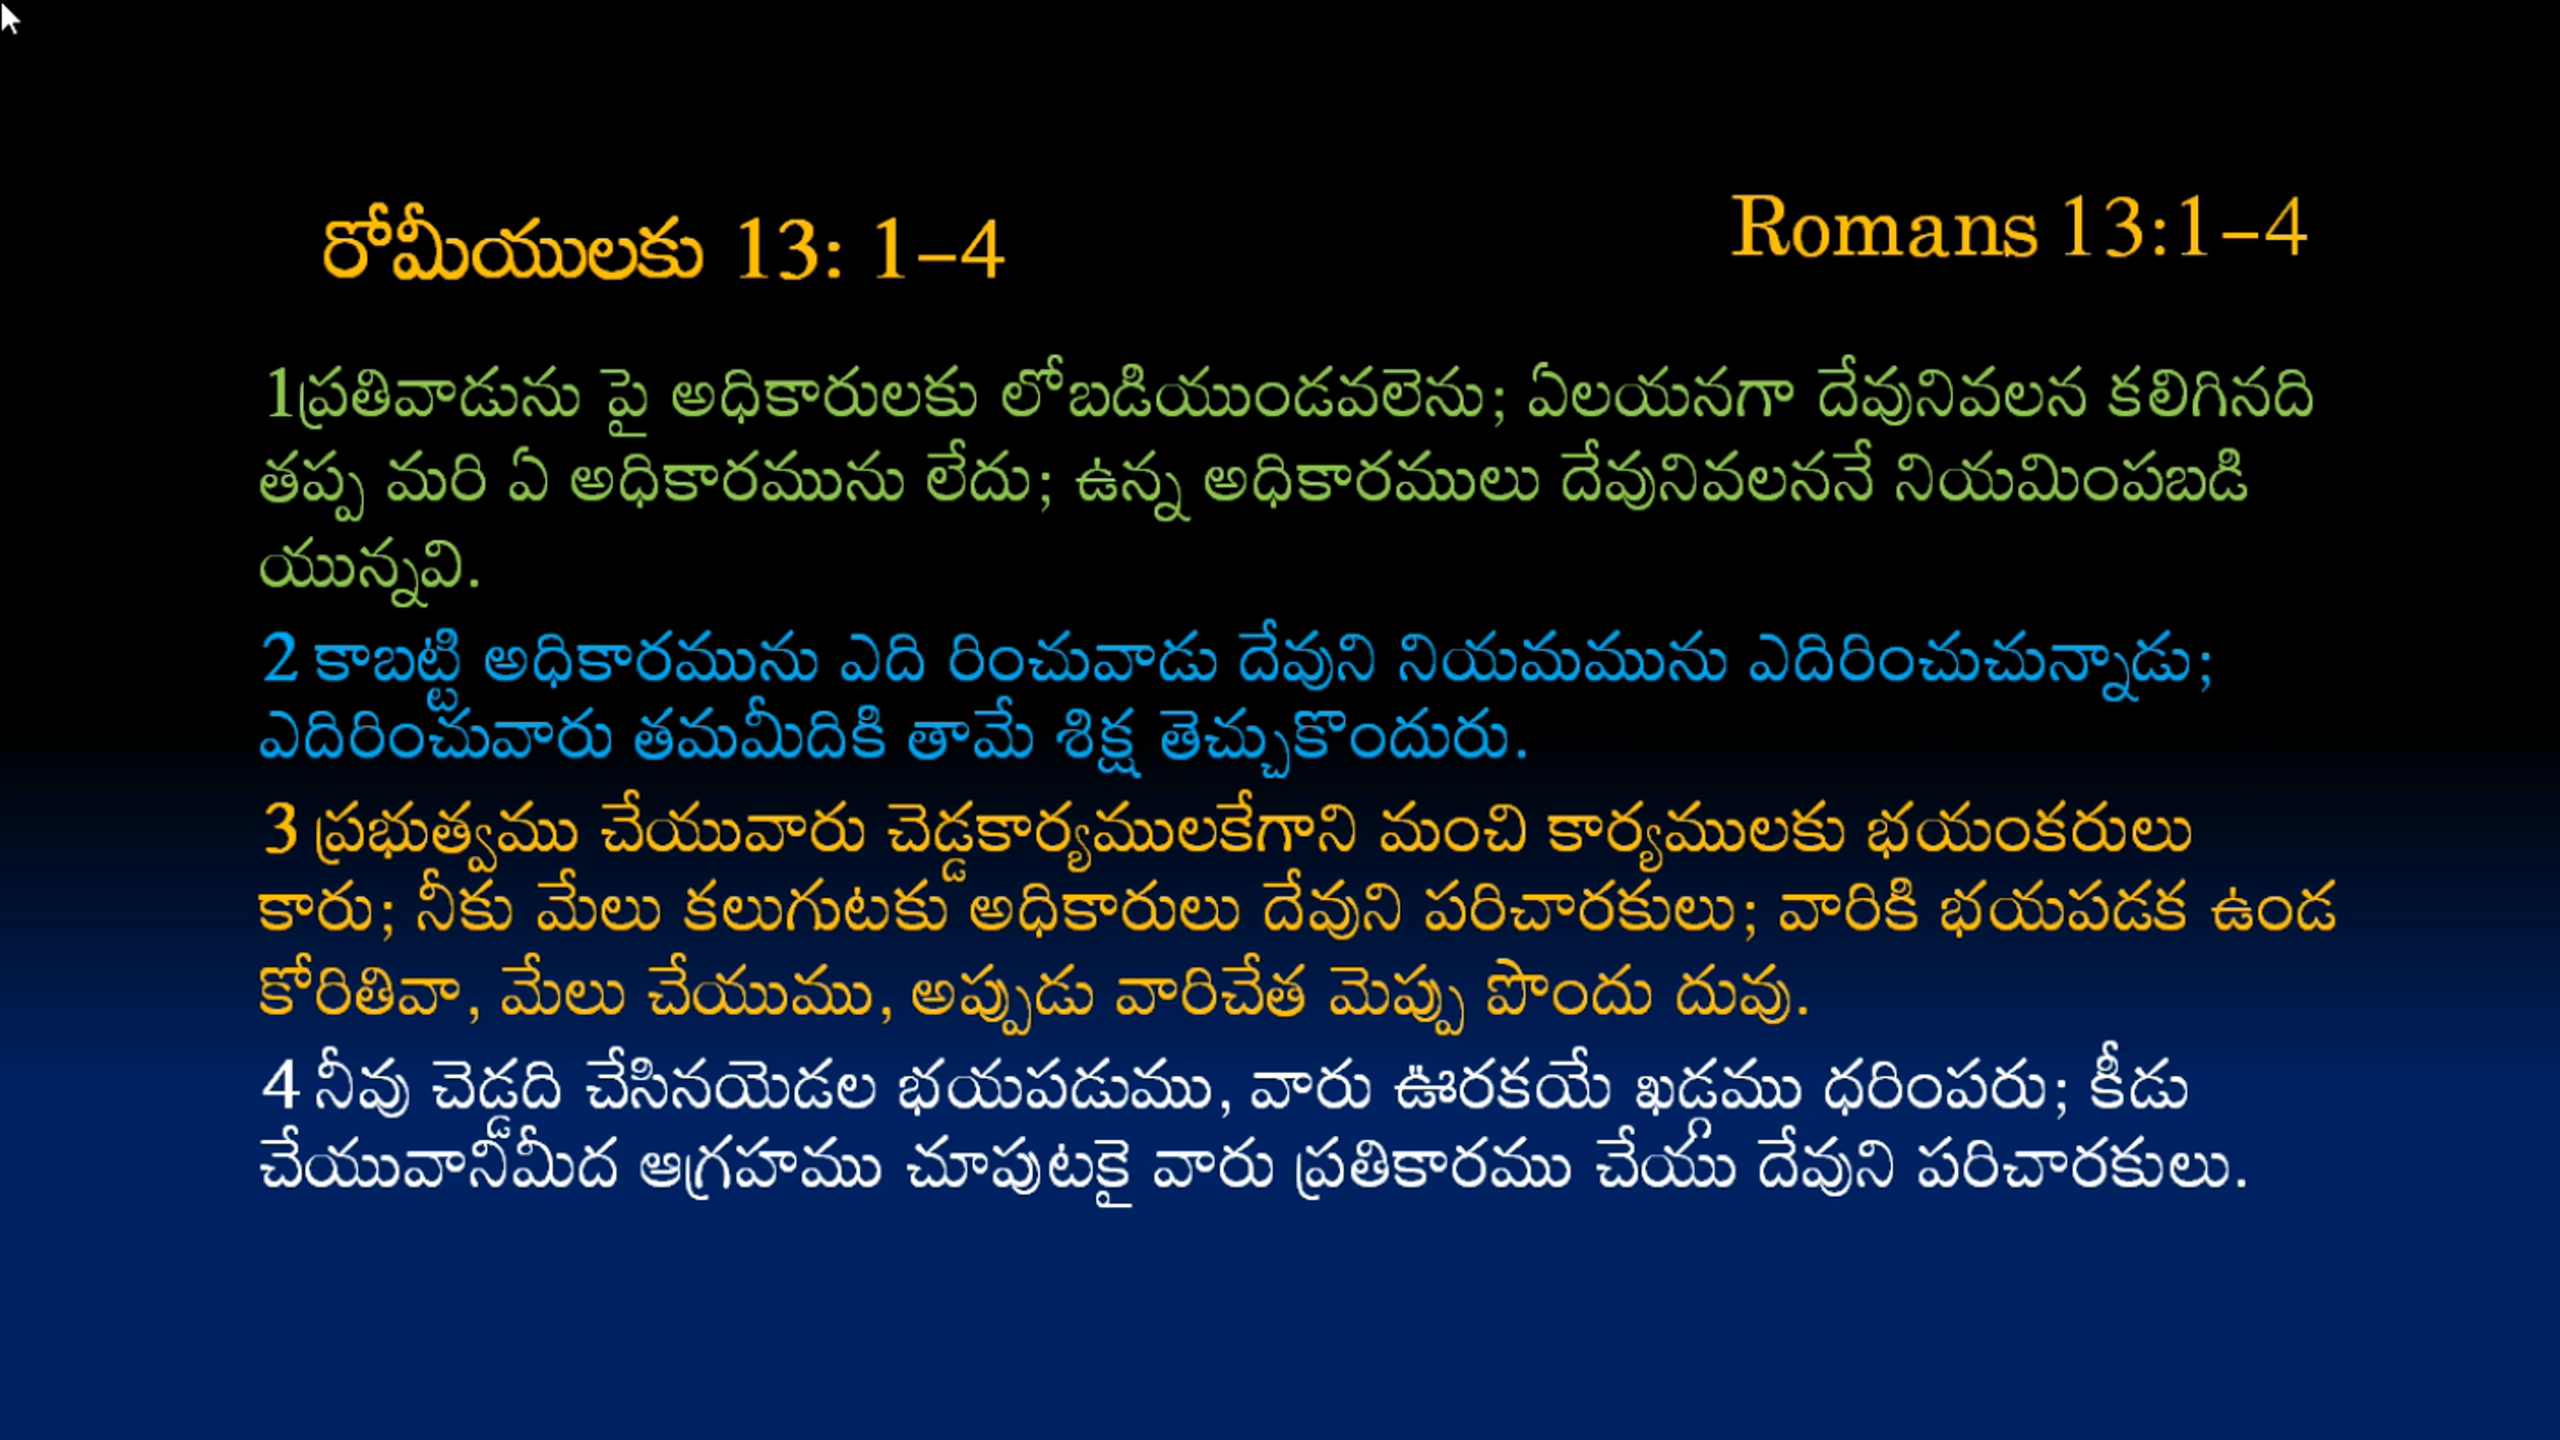 రోమీయులకు 13: 1-4
Romans 13:1-4
1ప్రతివాడును పై అధికారులకు లోబడియుండవలెను; ఏలయనగా దేవునివలన కలిగినది
తప్ప మరి ఏ అధికారమును లేదు; ఉన్న అధికారములు దేవునివలననే నియమింపబడి
యున్నవి.
2 కాబట్టి అధికారమును ఎది రించువాడు దేవుని నియమమును ఎదిరించుచున్నాడు;
ఎదిరించువారు తమమీదికి తామే శిక్ష తెచ్చుకొందురు.
3 ప్రభుత్వము చేయువారు చెడ్డకార్యములకేగాని మంచి కార్యములకు భయంకరులు
కారు; నీకు మేలు కలుగుటకు అధికారులు దేవుని పరిచారకులు; వారికి భయపడక ఉండ
కోరితివా, మేలు చేయుము, అప్పుడు వారిచేత మెప్పు పొందు దువు.
4 నీవు చెడ్డది చేసినయెడల భయపడుము, వారు ఊరకయే ఖడ్గము ధరింపరు; కీడు
చేయువానిమీద ఆగ్రహము చూపుటకై వారు ప్రతికారము చేయు దేవుని పరిచారకులు.